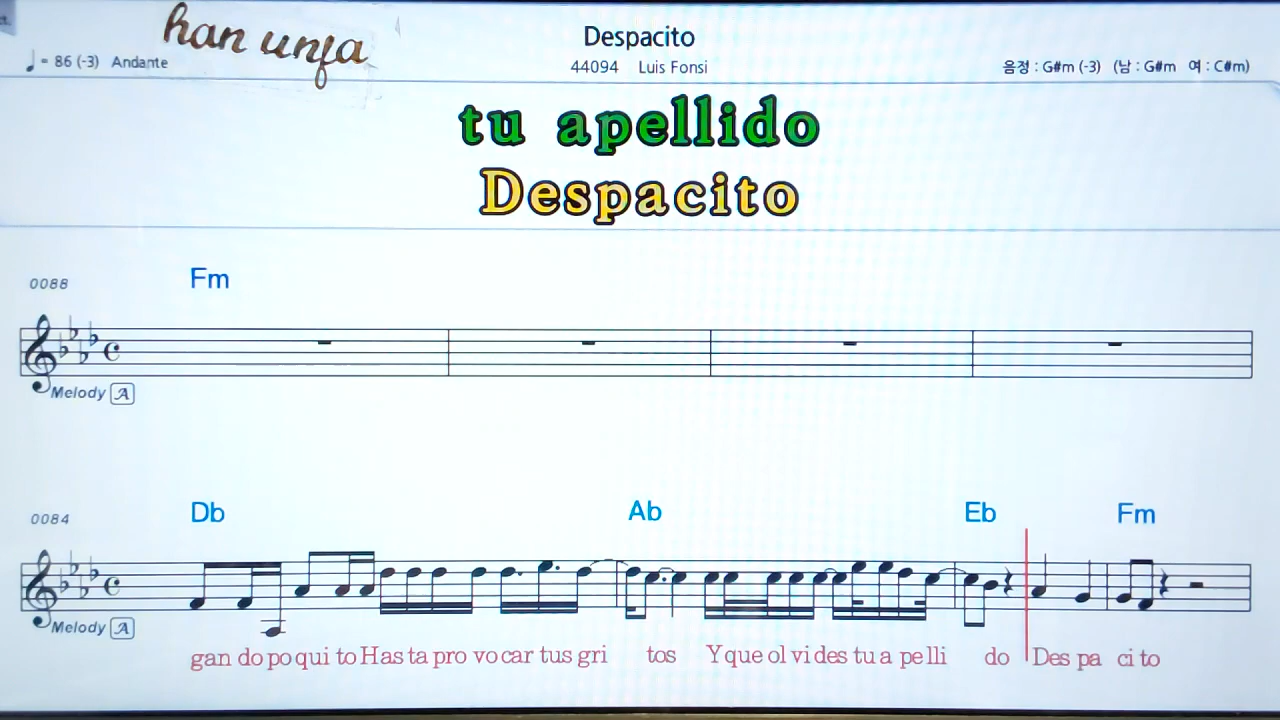 han unfa
Despacito
♩ = 86 (-3) Andante
44094 Luis Fonsi
음정 : G#m (-3) (남 : G#m 여 : C#m)
tu apellido
Despacito
0088
Fm
Melody A
0084
Db Ab Eb Fm
Melody A
gan do po qui to Has ta pro vo car tus gri tos Y que ol vi des tu a pe lli do Des pa ci to